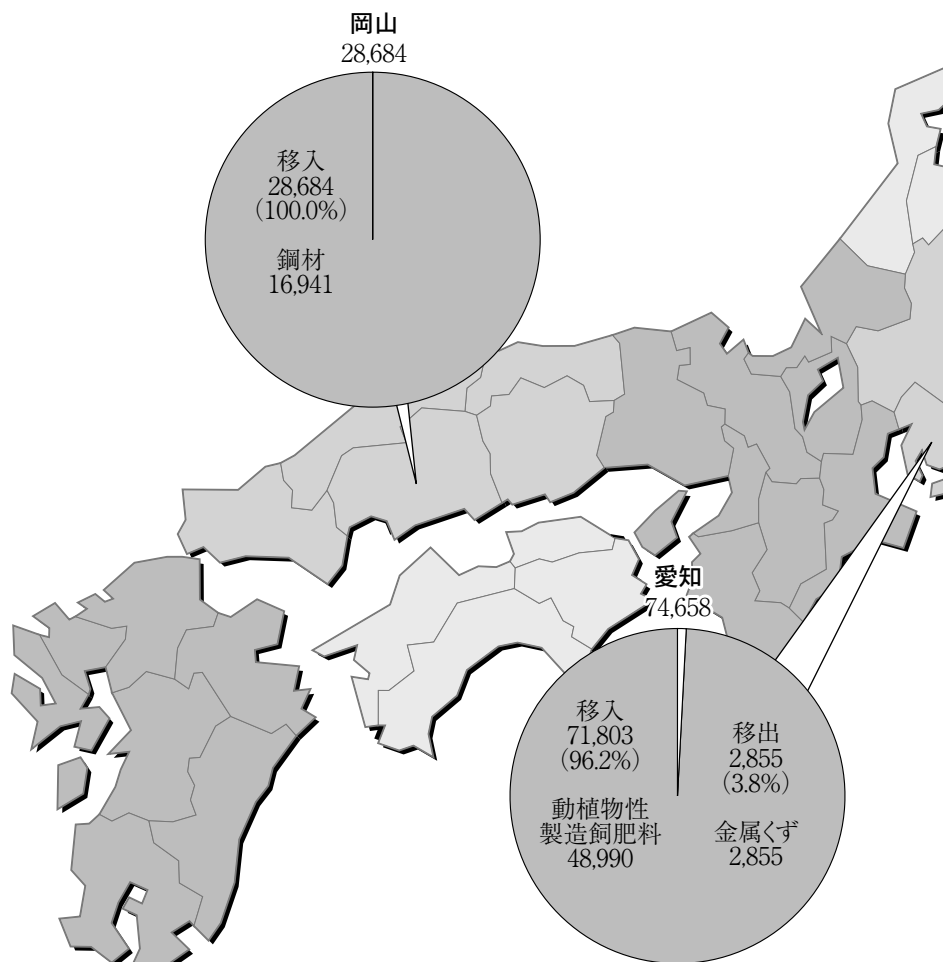 岡山
28,684
移入
28,684
(100.0%)
鋼材
16,941
愛知
74,658
移入
71,803
(96.2%)
動植物性
製造飼肥料
48,990
移出
2,855
(3.8%)
金属くず
2,855